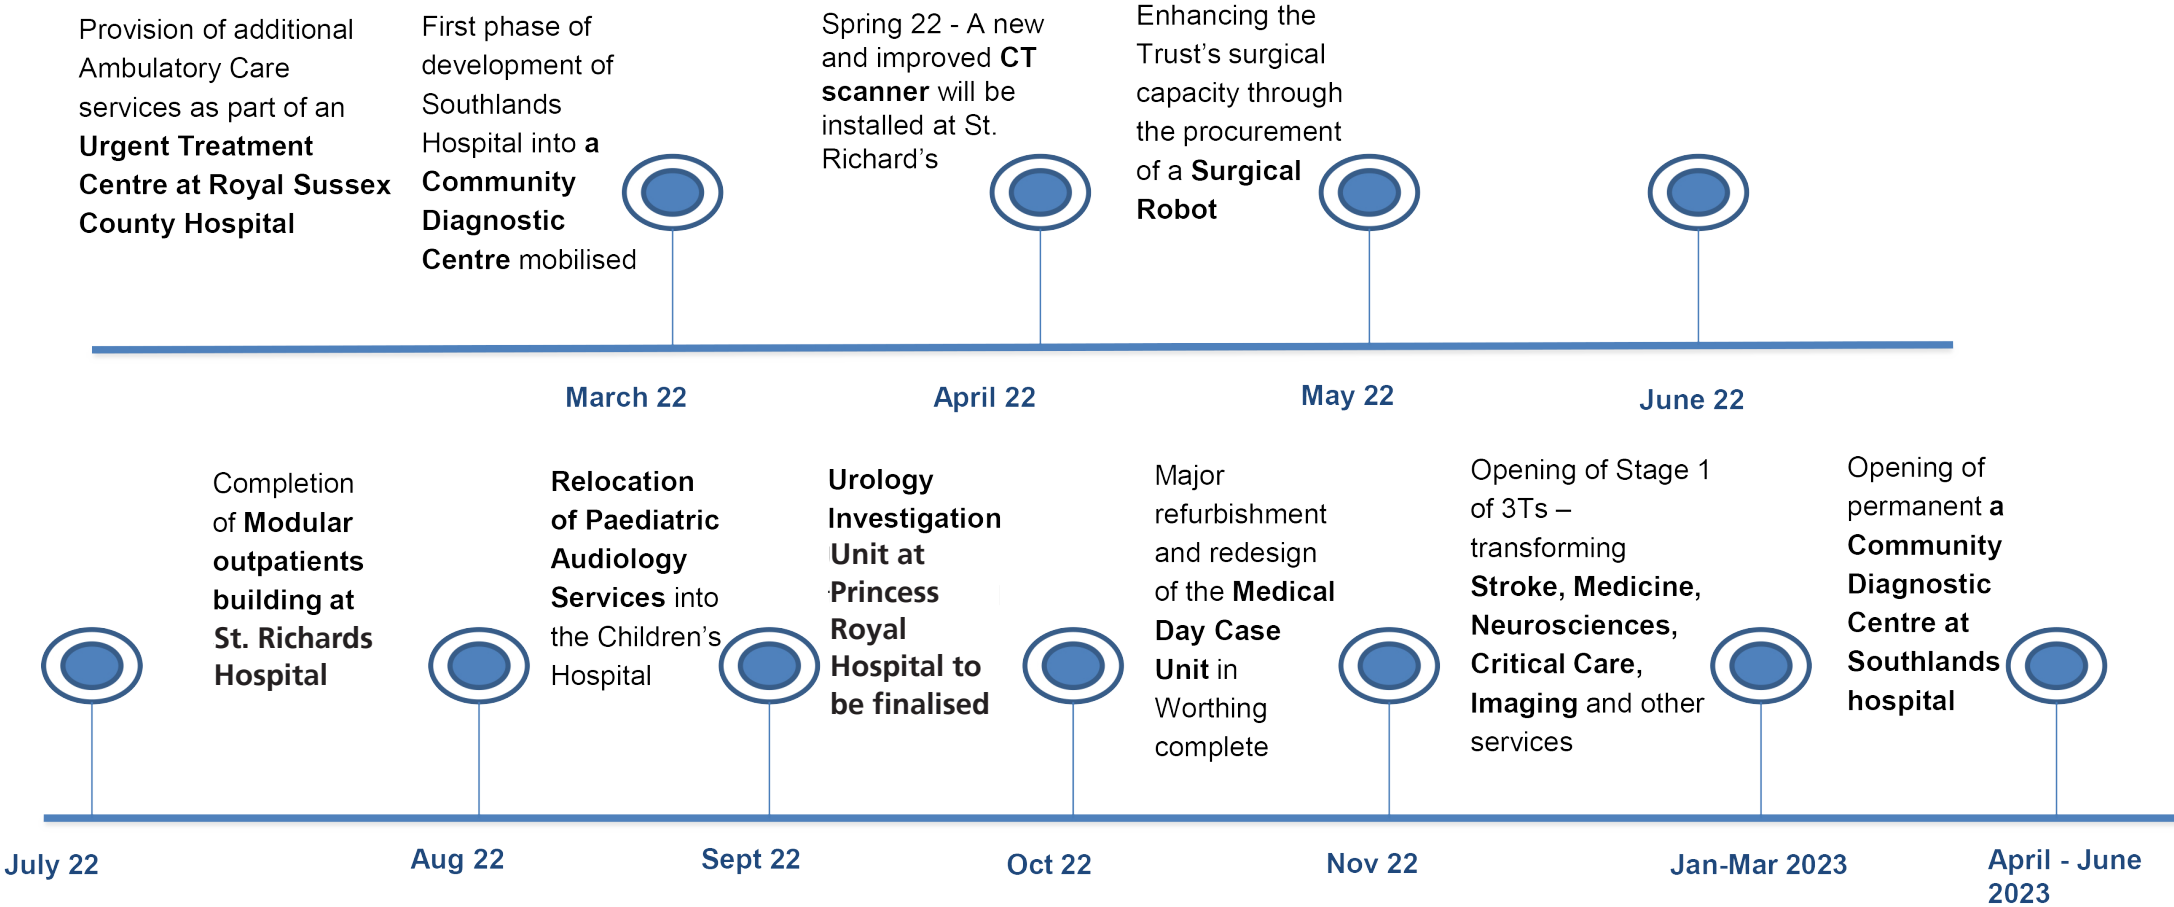 Provision of additional
Ambulatory Care
services as part of an
Urgent Treatment
Centre at Royal Sussex
County Hospital
First phase of
development of
Southlands
Hospital into a
Community
Diagnostic
Centre mobilised
Spring 22 - A new
and improved CT
scanner will be
installed at St.
Richard’s
Enhancing the
Trust’s surgical
capacity through
the procurement
of a Surgical
Robot
March 22
April 22
May 22
June 22
Completion
of Modular
outpatients
building at
St. Richards
Hospital
Relocation
of Paediatric
Audiology
Services into
the Children’s
Hospital
Urology
Investigation
Unit at
Princess
Royal
Hospital to
be finalised
Major
refurbishment
and redesign
of the Medical
Day Case
Unit in
Worthing
complete
Opening of Stage 1
of 3Ts –
transforming
Stroke, Medicine,
Neurosciences,
Critical Care,
Imaging and other
services
Opening of
permanent a
Community
Diagnostic
Centre at
Southlands
hospital
July 22
Aug 22
Sept 22
Oct 22
Nov 22
Jan-Mar 2023
April - June
2023